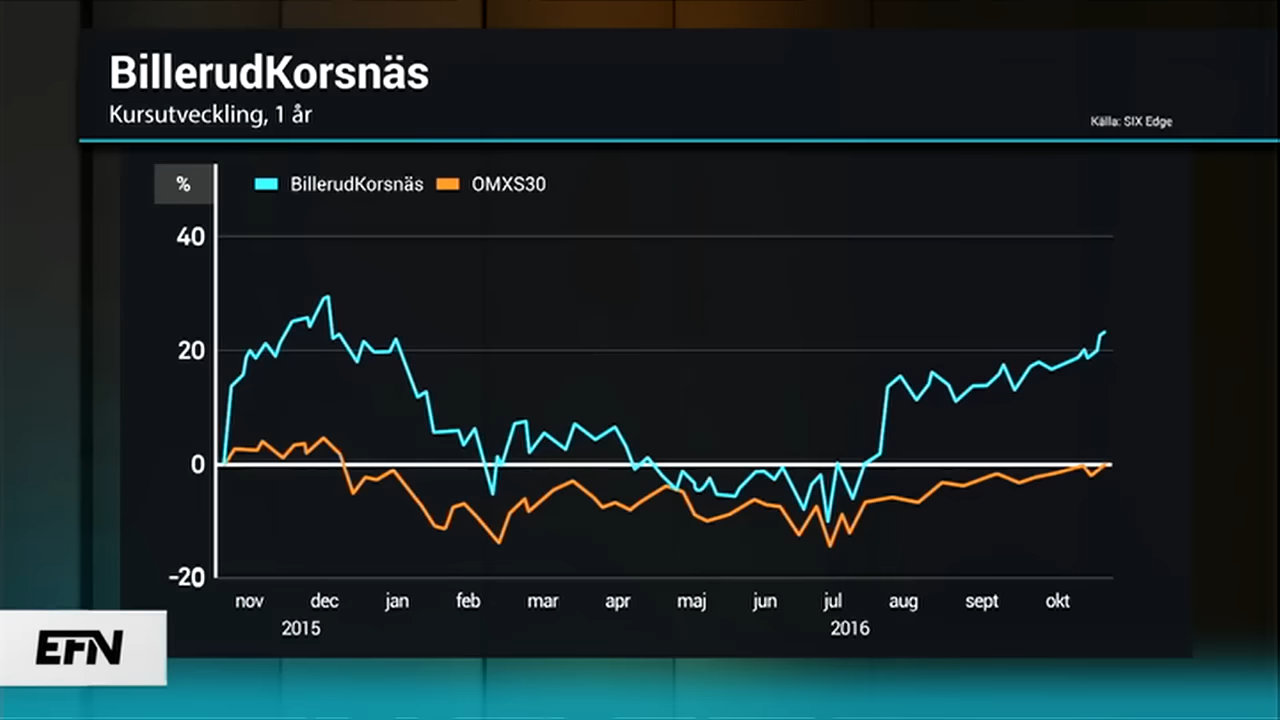 BillerudKorsnäs
Kursutveckling, 1 år
Källa: SIX Edge
% BillerudKorsnäs OMXS30
40
20
0
-20
nov dec jan feb mar apr maj jun jul aug sept okt
2015 2016
EFN